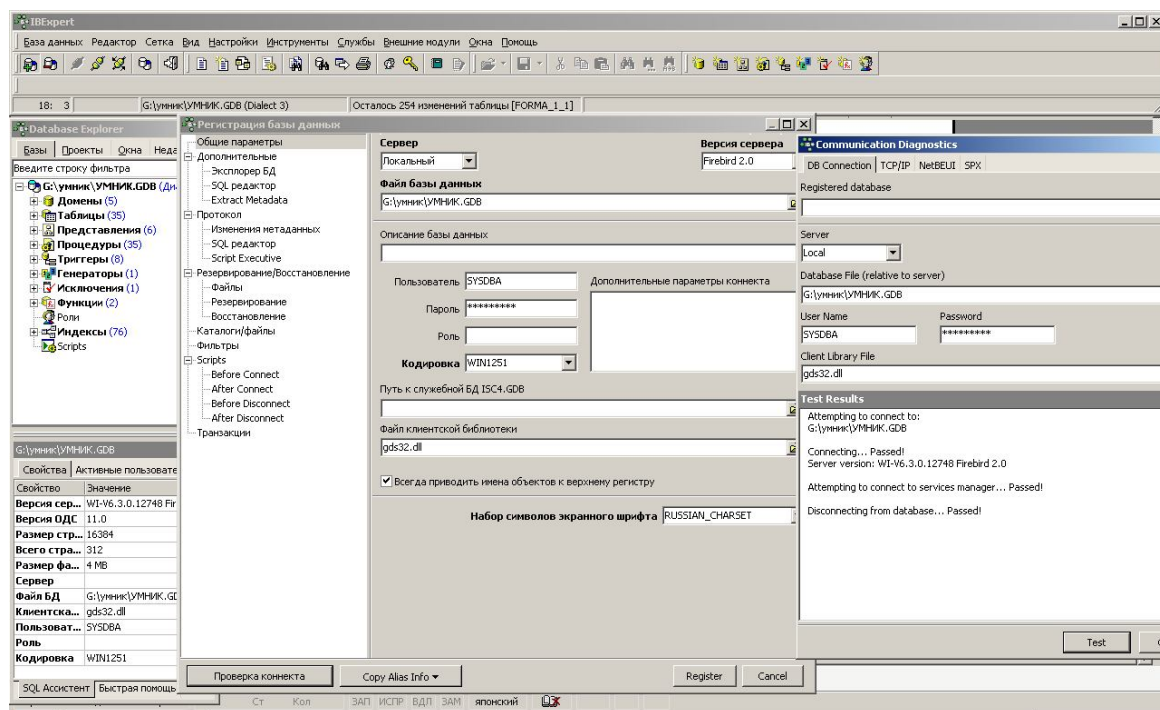 IBExpert
База данных Редактор Сетка Вид Настройки Инструменты Службы Внешние модули Окна Помощь
18: 3 G:\умник\УМНИК.GDB (Dialect 3) Осталось 254 изменений таблицы [FORMA_1_1]
Database Explorer
Базы Проекты Окна Неда
Введите строку фильтра
G:\умник\УМНИК.GDB (Ди
Домены (5)
Таблицы (35)
Представления (6)
Процедуры (35)
Триггеры (8)
Генераторы (1)
Исключения (1)
Функции (2)
Роли
Индексы (76)
Scripts
G:\умник\УМНИК.GDB
Свойства Активные пользовате
Свойство Значение
Версия сер... WI-V6.3.0.12748 Fir
Версия ОДС 11.0
Размер стр... 16384
Всего стра... 312
Размер фа... 4 MB
Сервер
Файл БД G:\умник\УМНИК.GD
Клиентска... gds32.dll
Пользоват... SYSDBA
Роль
Кодировка WIN1251
SQL Ассистент Быстрая помощь
Регистрация базы данных
Общие параметры
Дополнительные
Эксплорер БД
SQL редактор
Extract Metadata
Протокол
Изменения метаданных
SQL редактор
Script Executive
Резервирование/Восстановление
Файлы
Резервирование
Восстановление
Каталоги/файлы
Фильтры
Scripts
Before Connect
After Connect
Before Disconnect
After Disconnect
Транзакции
Сервер Версия сервера
Локальный Firebird 2.0
Файл базы данных
G:\умник\УМНИК.GDB
Описание базы данных
Пользователь SYSDBA Дополнительные параметры коннекта
Пароль *********
Роль
Кодировка WIN1251
Путь к служебной БД ISC4.GDB
Файл клиентской библиотеки
gds32.dll
Всегда приводить имена объектов к верхнему регистру
Набор символов экранного шрифта RUSSIAN_CHARSET
Проверка коннекта Copy Alias Info Register Cancel
Communication Diagnostics
DB Connection TCP/IP NetBEUI SPX
Registered database
Server
Local
Database File (relative to server)
G:\умник\УМНИК.GDB
User Name Password
SYSDBA *********
Client Library File
gds32.dll
Test Results
Attempting to connect to:
G:\умник\УМНИК.GDB
Connecting... Passed!
Server version: WI-V6.3.0.12748 Firebird 2.0
Attempting to connect to services manager... Passed!
Disconnecting from database... Passed!
Test
Ст Кол ЗАП ИСПР ВДЛ ЗАМ японский